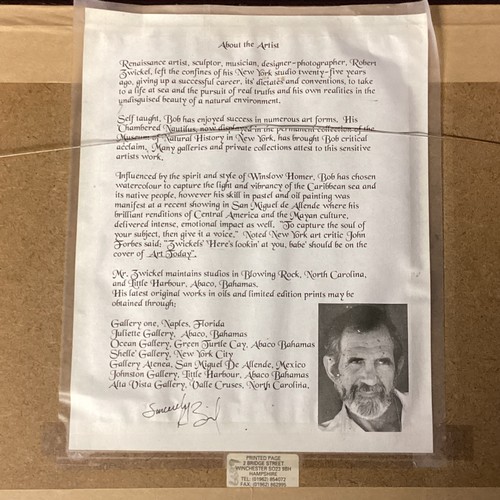 About the Artist
Renaissance artist, sculptor, musician, designer-photographer, Robert
Zwickel, left the confines of his New York studio twenty-five years
ago, giving up a successful career, its dictates and conventions, to take
to a life at sea and the pursuit of real truths and his own realities in the
undisguised beauty of a natural environment.
Self taught, Bob has enjoyed success in numerous art forms. His
Chambered Nautilus, now displayed in the permanent collection of the
Museum of Natural History in New York, has brought Bob critical
acclaim. Many galleries and private collections attest to this sensitive
artists work.
Influenced by the spirit and style of Winslow Homer, Bob has chosen
watercolour to capture the light and vibrancy of the Caribbean sea and
its native people, however his skill in pastel and oil painting was
manifest at a recent showing in San Miguel de Allende where his
brilliant renditions of Central America and the Mayan culture,
delivered intense, emotional impact as well. "To capture the soul of
your subject, then give it a voice." Noted New York art critic John
Forbes said: "Zwickels' 'Here's lookin' at you, babe' should be on the
cover of Art Today".
Mr. Zwickel maintains studios in Blowing Rock, North Carolina,
and Little Harbour, Abaco, Bahamas.
His latest original works in oils and limited edition prints may be
obtained through:
Gallery one, Naples, Florida
Juliette Gallery, Abaco, Bahamas
Ocean Gallery, Green Turtle Cay, Abaco Bahamas
Shelle' Gallery, New York City
Gallery Atenea, San Miguel De Allende, Mexico
Johnston Gallery, Little Harbour, Abaco Bahamas
Alta Vista Gallery, Valle Cruses, North Carolina.
Sincerely
PRINTED PAGE
2 BRIDGE STREET
WINCHESTER SO23 9BH
HAMPSHIRE
TEL: (01962) 854072
FAX: (01962) 862995